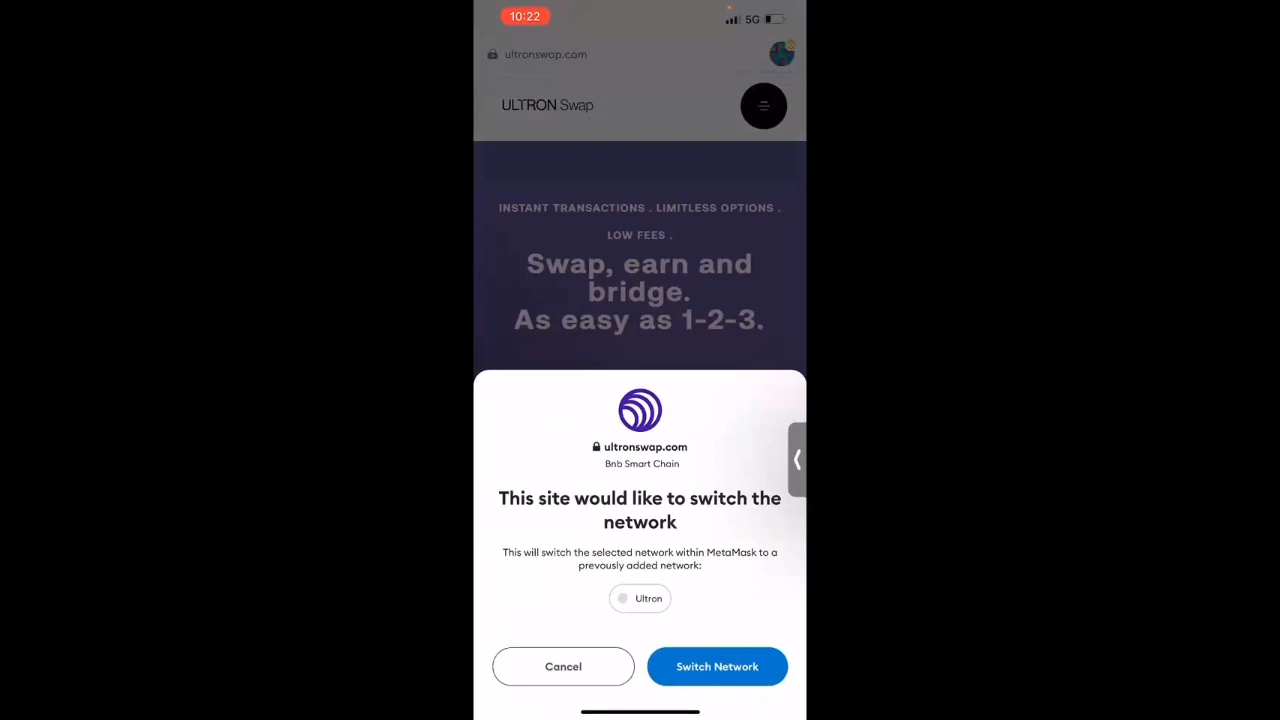 10:22
5G
ultronswap.com
ULTRON Swap
INSTANT TRANSACTIONS . LIMITLESS OPTIONS .
LOW FEES .
Swap, earn and
bridge.
As easy as 1-2-3.
ultronswap.com
Bnb Smart Chain
This site would like to switch the
network
This will switch the selected network within MetaMask to a
prevously added network:
Ultron
Cancel
Switch Network